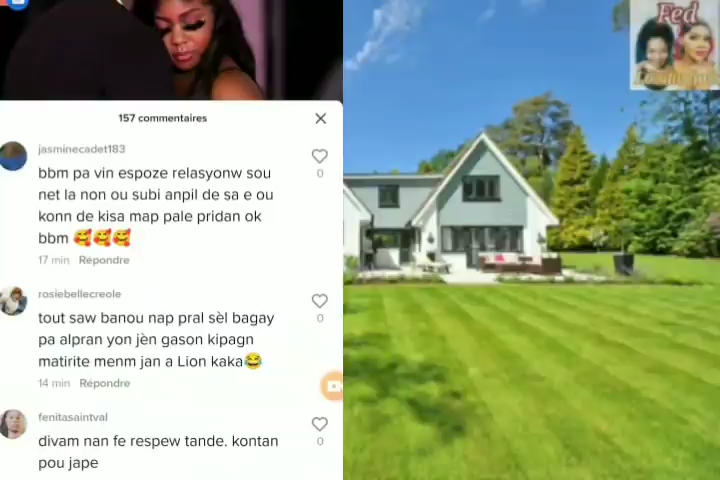 157 commentaires
jasminecadet183
bbm pa vin espoze relasyonw sou
net la non ou subi anpil de sa e ou
konn de kisa map pale pridan ok
bbm 🥰🥰🥰
0
17 min Répondre
rosiebellecreole
tout saw banou nap pral sèl bagay
pa alpran yon jèn gason kipagn
matirite menm jan a Lion kaka😂
0
14 min Répondre
fenitasaintval
divam nan fe respew tande. kontan
pou jape
0
Fed